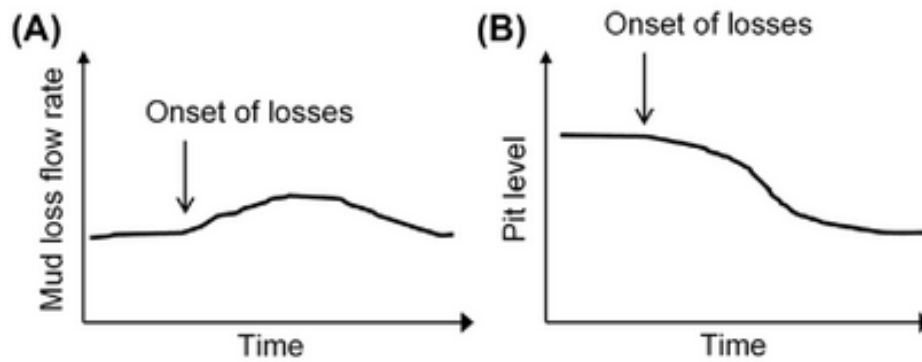 (A)
Onset of losses
Mud loss flow rate
Time
(B)
Onset of losses
Pit level
Time